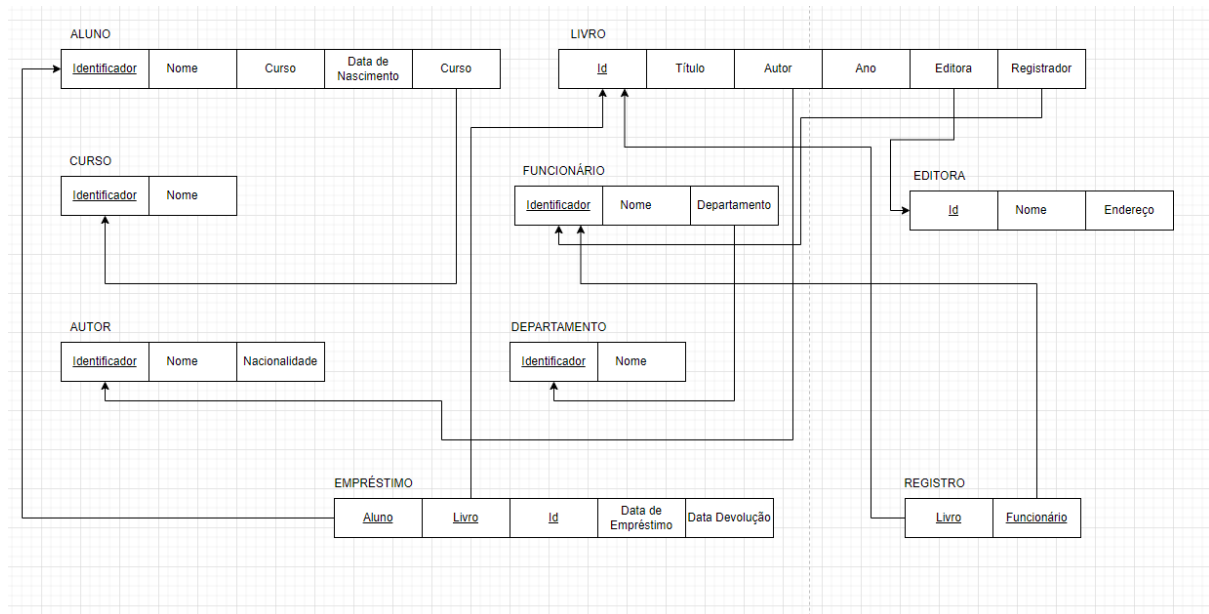 ALUNO
Identificador Nome Curso Data de Nascimento Curso
LIVRO
Id Título Autor Ano Editora Registrador
CURSO
Identificador Nome
FUNCIONÁRIO
Identificador Nome Departamento
EDITORA
Id Nome Endereço
AUTOR
Identificador Nome Nacionalidade
DEPARTAMENTO
Identificador Nome
EMPRÉSTIMO
Aluno Livro Id Data de Empréstimo Data Devolução
REGISTRO
Livro Funcionário